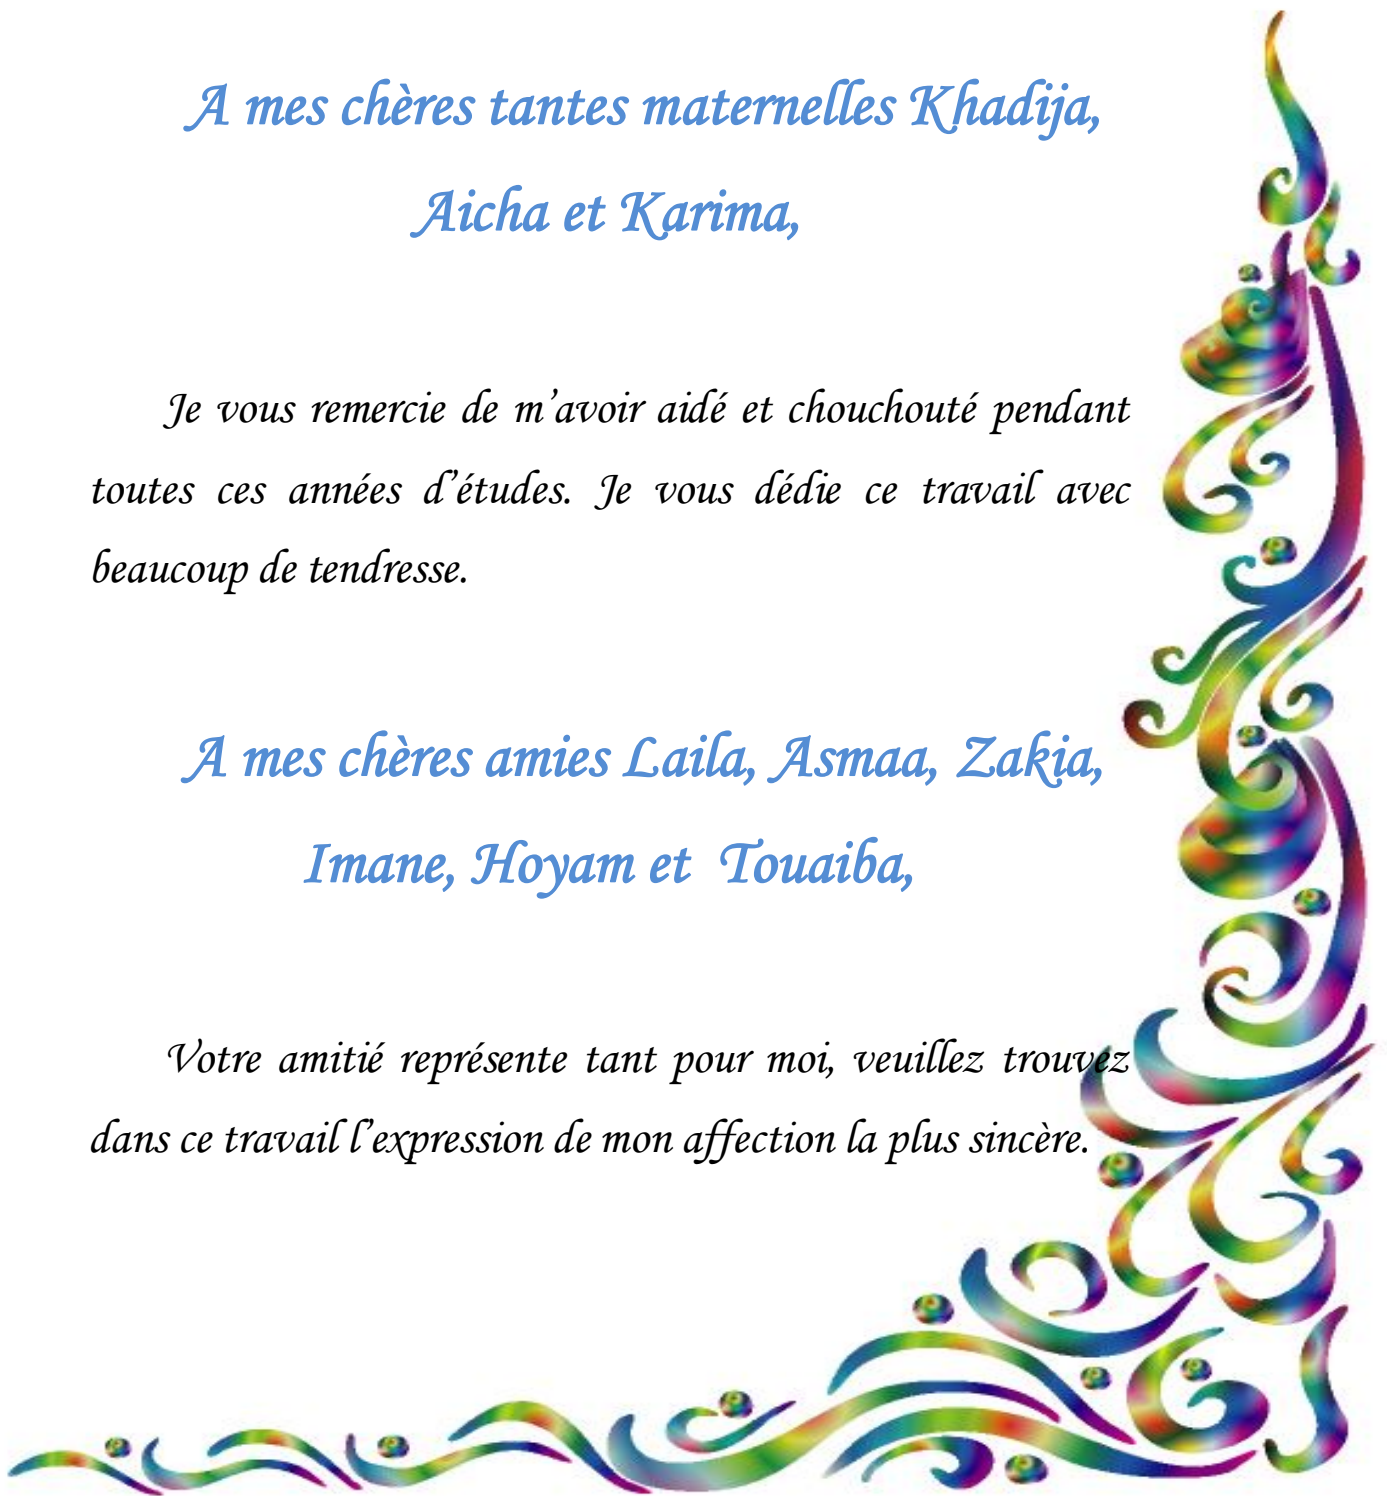 A mes chères tantes maternelles Khadija,
Aicha et Karima,
Je vous remercie de m’avoir aidé et chouchouté pendant
toutes ces années d’études. Je vous dédie ce travail avec
beaucoup de tendresse.
A mes chères amies Laila, Asmaa, Zakia,
Imane, Hoyam et Touaiba,
Votre amitié représente tant pour moi, veuillez trouvez
dans ce travail l’expression de mon affection la plus sincère.